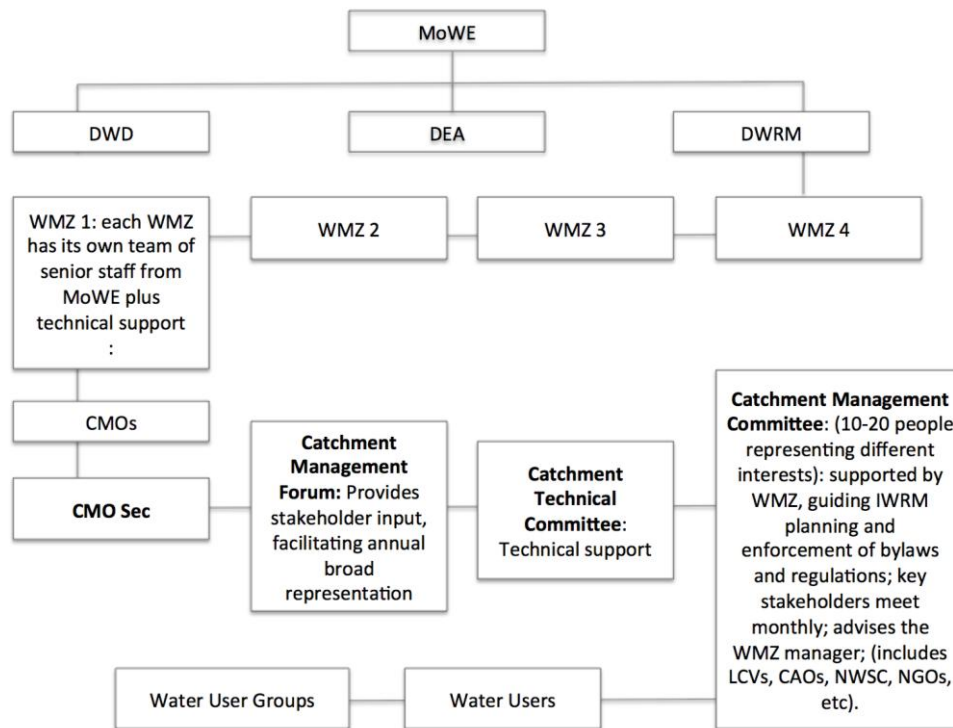 MoWE
DWD
DEA
DWRM
WMZ 1: each WMZ
has its own team of
senior staff from
MoWE plus
technical support
:
WMZ 2
WMZ 3
WMZ 4
CMOs
CMO Sec
Catchment
Management
Forum: Provides
stakeholder input,
facilitating annual
broad
representation
Catchment
Technical
Committee:
Technical support
Catchment Management
Committee: (10-20 people
representing different
interests): supported by
WMZ, guiding IWRM
planning and
enforcement of bylaws
and regulations; key
stakeholders meet
monthly; advises the
WMZ manager; (includes
LCVs, CAOs, NWSC, NGOs,
etc).
Water User Groups
Water Users